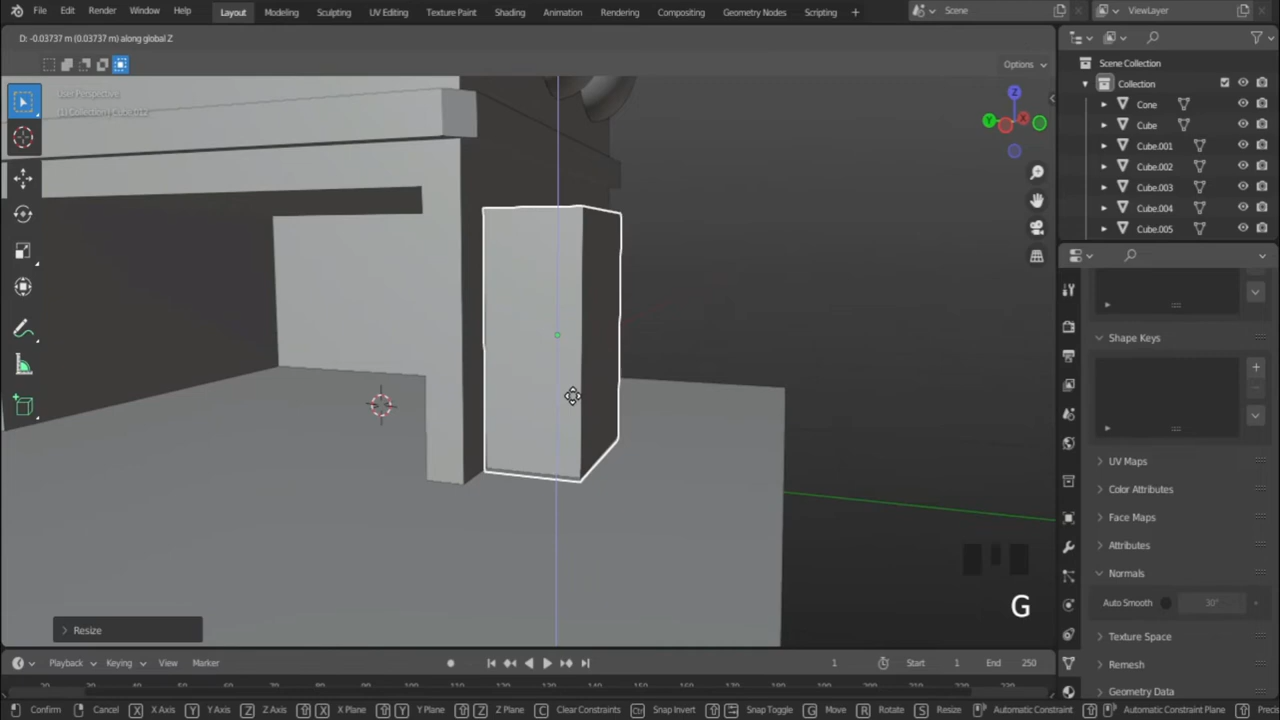 File Edit Render Window Help Layout Modeling Sculpting UV Editing Texture Paint Shading Animation Rendering Compositing Geometry Nodes Scripting + Scene ViewLayer
D: -0.03737 m (0.03737 m) along global Z
Options
User Perspective
Z
Y
X
Scene Collection
Collection
Cone
Cube
Cube.001
Cube.002
Cube.003
Cube.004
Cube.005
Shape Keys
UV Maps
Color Attributes
Face Maps
Attributes
Normals
Auto Smooth 30°
Texture Space
Remesh
Geometry Data
G
Resize
Playback Keying View Marker 1 Start 1 End 250
Confirm Cancel X X Axis Y Y Axis Z Z Axis X X Plane Y Y Plane Z Z Plane C Clear Constraints Ctrl Snap Invert Snap Toggle G Move R Rotate S Resize Automatic Constraint Automatic Constraint Plane